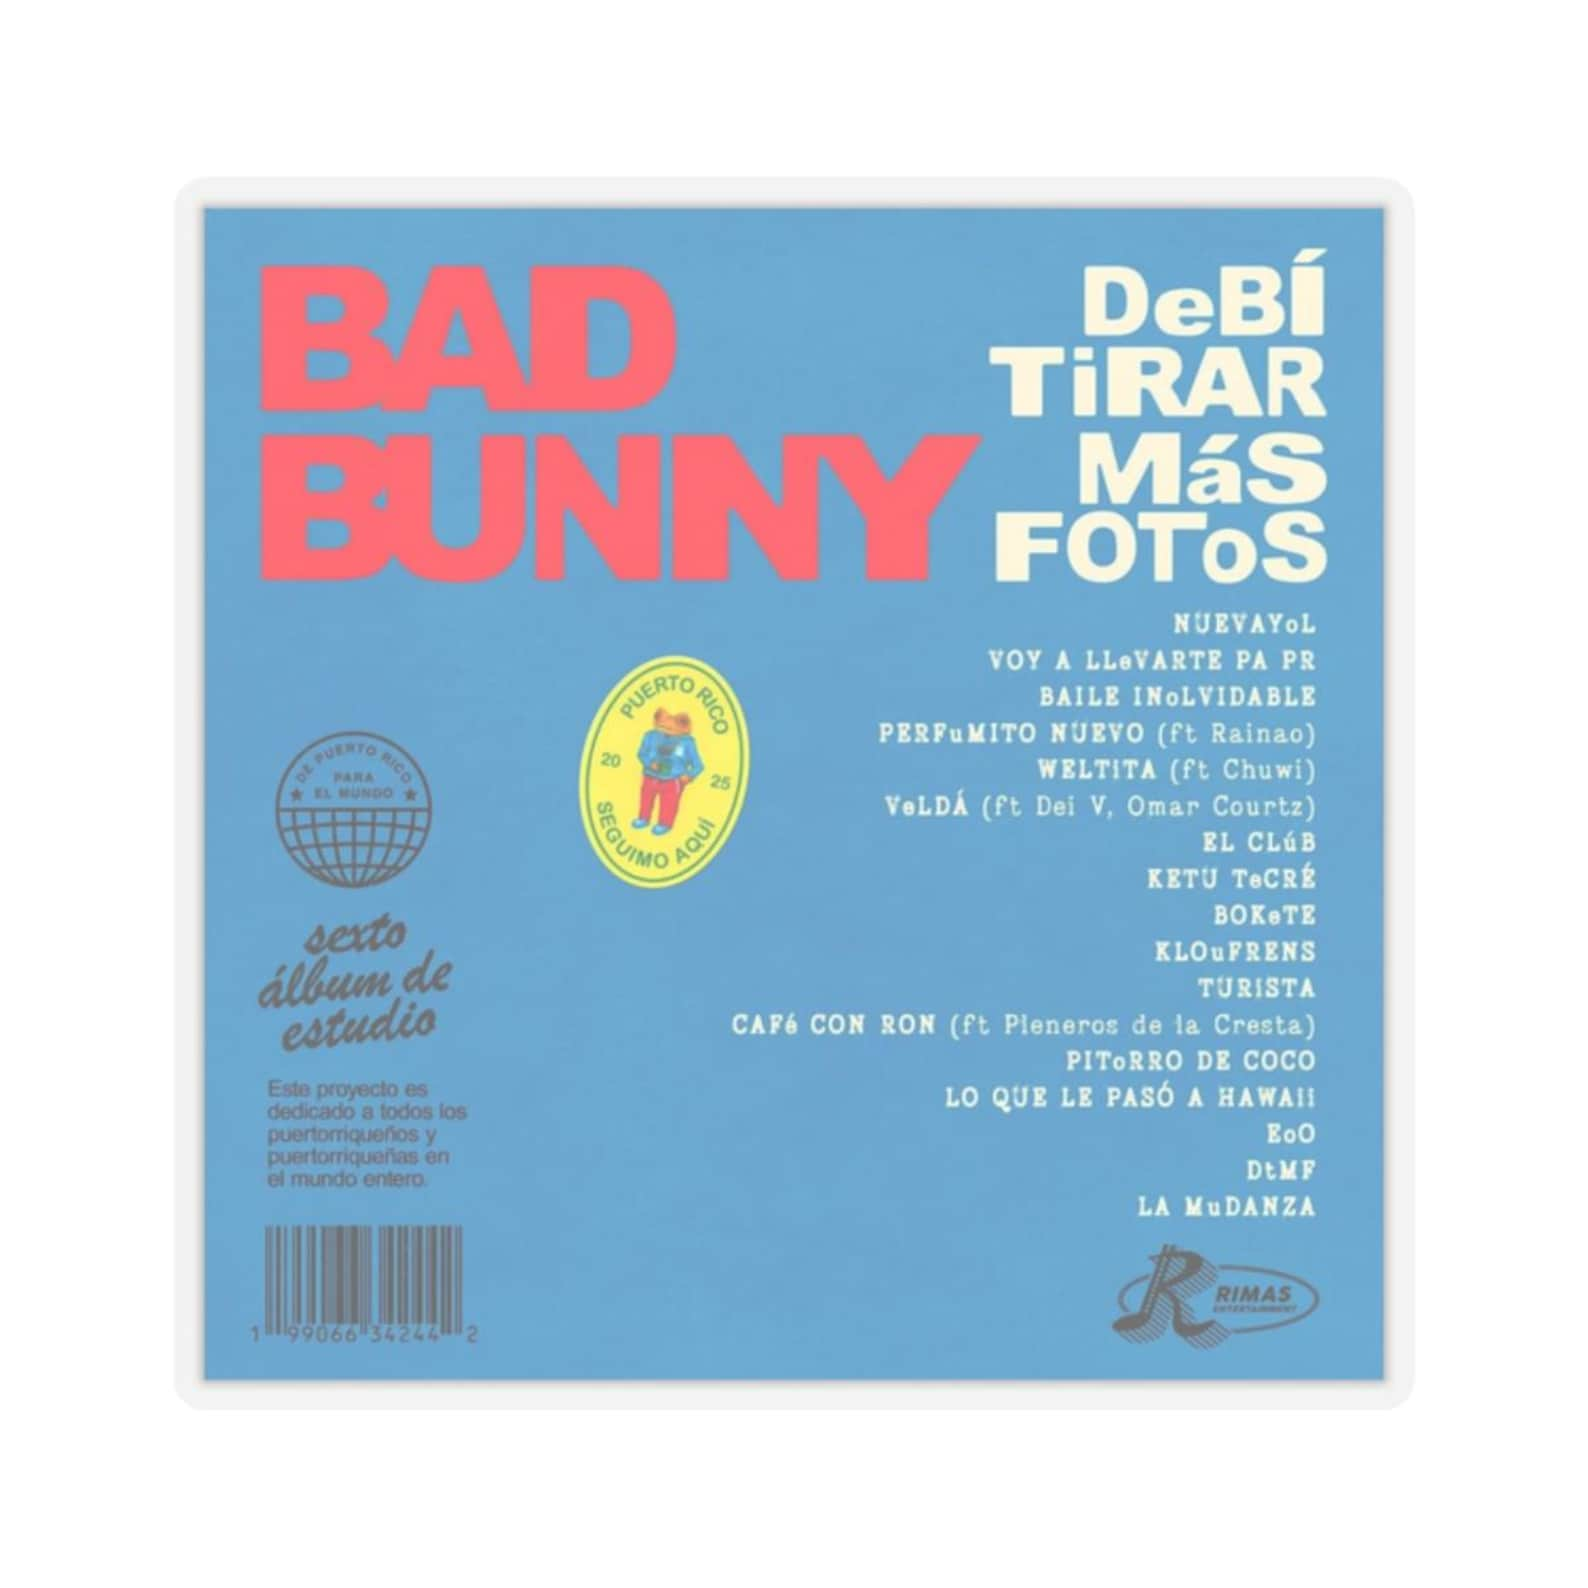 BAD
BUNNY
DeBÍ
TiRAR
MáS
FOToS
NUEVAYoL
VOY A LLeVARTE PA PR
BAILE INoLVIDABLE
PERFuMITO NUEVO (ft Rainao)
WELTiTA (ft Chuwi)
VeLDÁ (ft Dei V, Omar Courtz)
EL CLúB
KETU TeCRÉ
BOKeTE
KLOuFRENS
TURiSTA
CAFé CON RON (ft Pleneros de la Cresta)
PIToRRO DE COCO
LO QUE LE PASÓ A HAWAii
EoO
DtMF
LA MuDANZA
PUERTO RICO
20 25
SEGUIMO AQUÍ
DE PUERTO RICO
PARA
EL MUNDO
sexto
álbum de
estudio
Este proyecto es
dedicado a todos los
puertorriqueños y
puertorriqueñas en
el mundo entero.
1 99066 34244 2
R RIMAS
ENTERTAINMENT